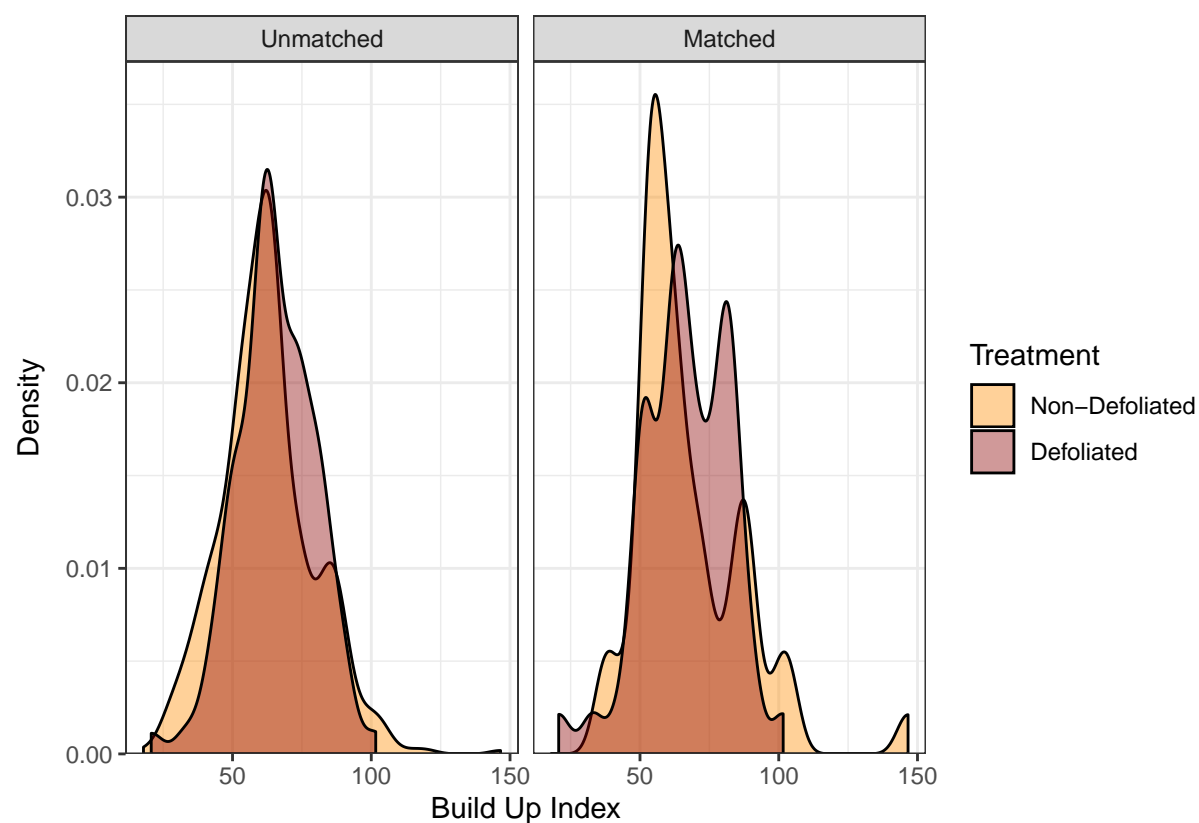 Unmatched
Matched
Density
0.03
0.02
0.01
0.00
50
100
150
50
100
150
Build Up Index
Treatment
Non−Defoliated
Defoliated